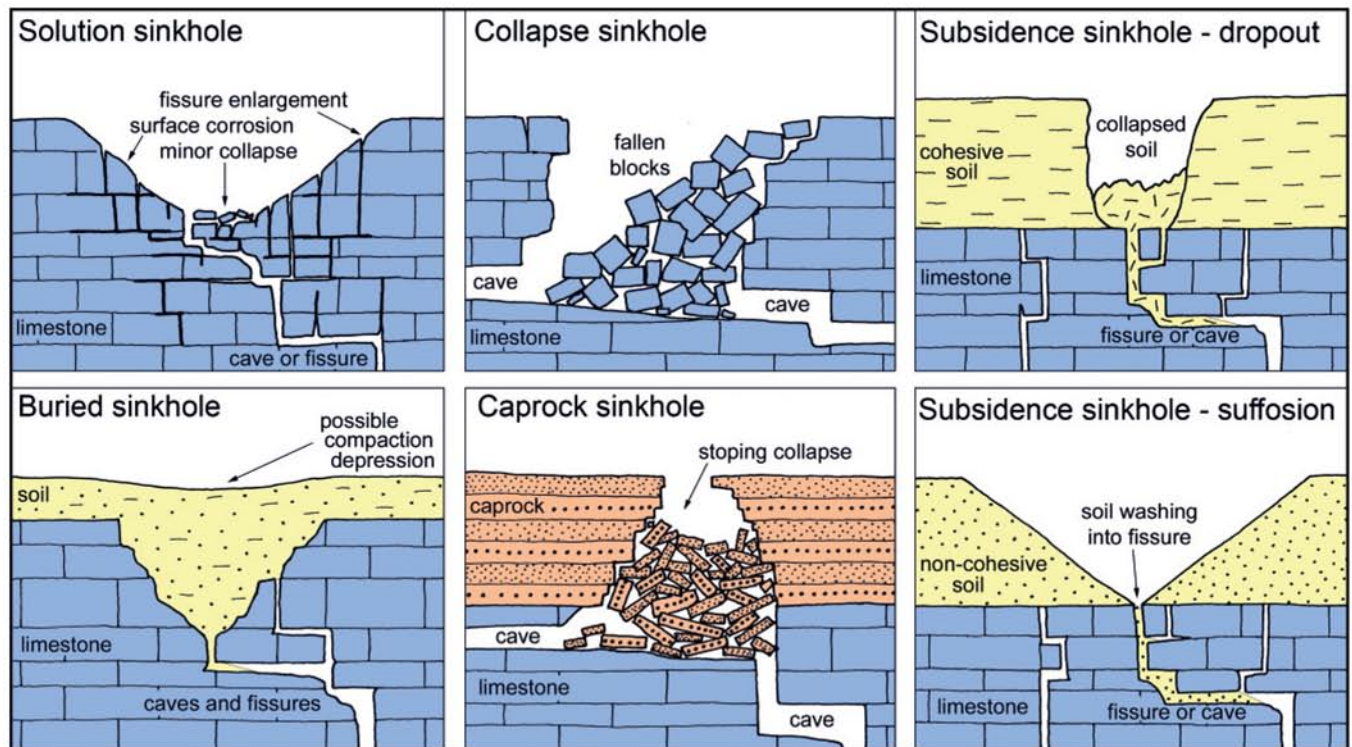 Solution sinkhole
fissure enlargement
surface corrosion
minor collapse
limestone
cave or fissure
Collapse sinkhole
fallen
blocks
cave
cave
limestone
Subsidence sinkhole - dropout
collapsed
soil
cohesive
soil
limestone
fissure or cave
Buried sinkhole
possible
compaction
depression
soil
limestone
caves and fissures
Caprock sinkhole
stoping collapse
caprock
cave
limestone
cave
Subsidence sinkhole - suffosion
soil washing
into fissure
non-cohesive
soil
limestone
fissure or cave